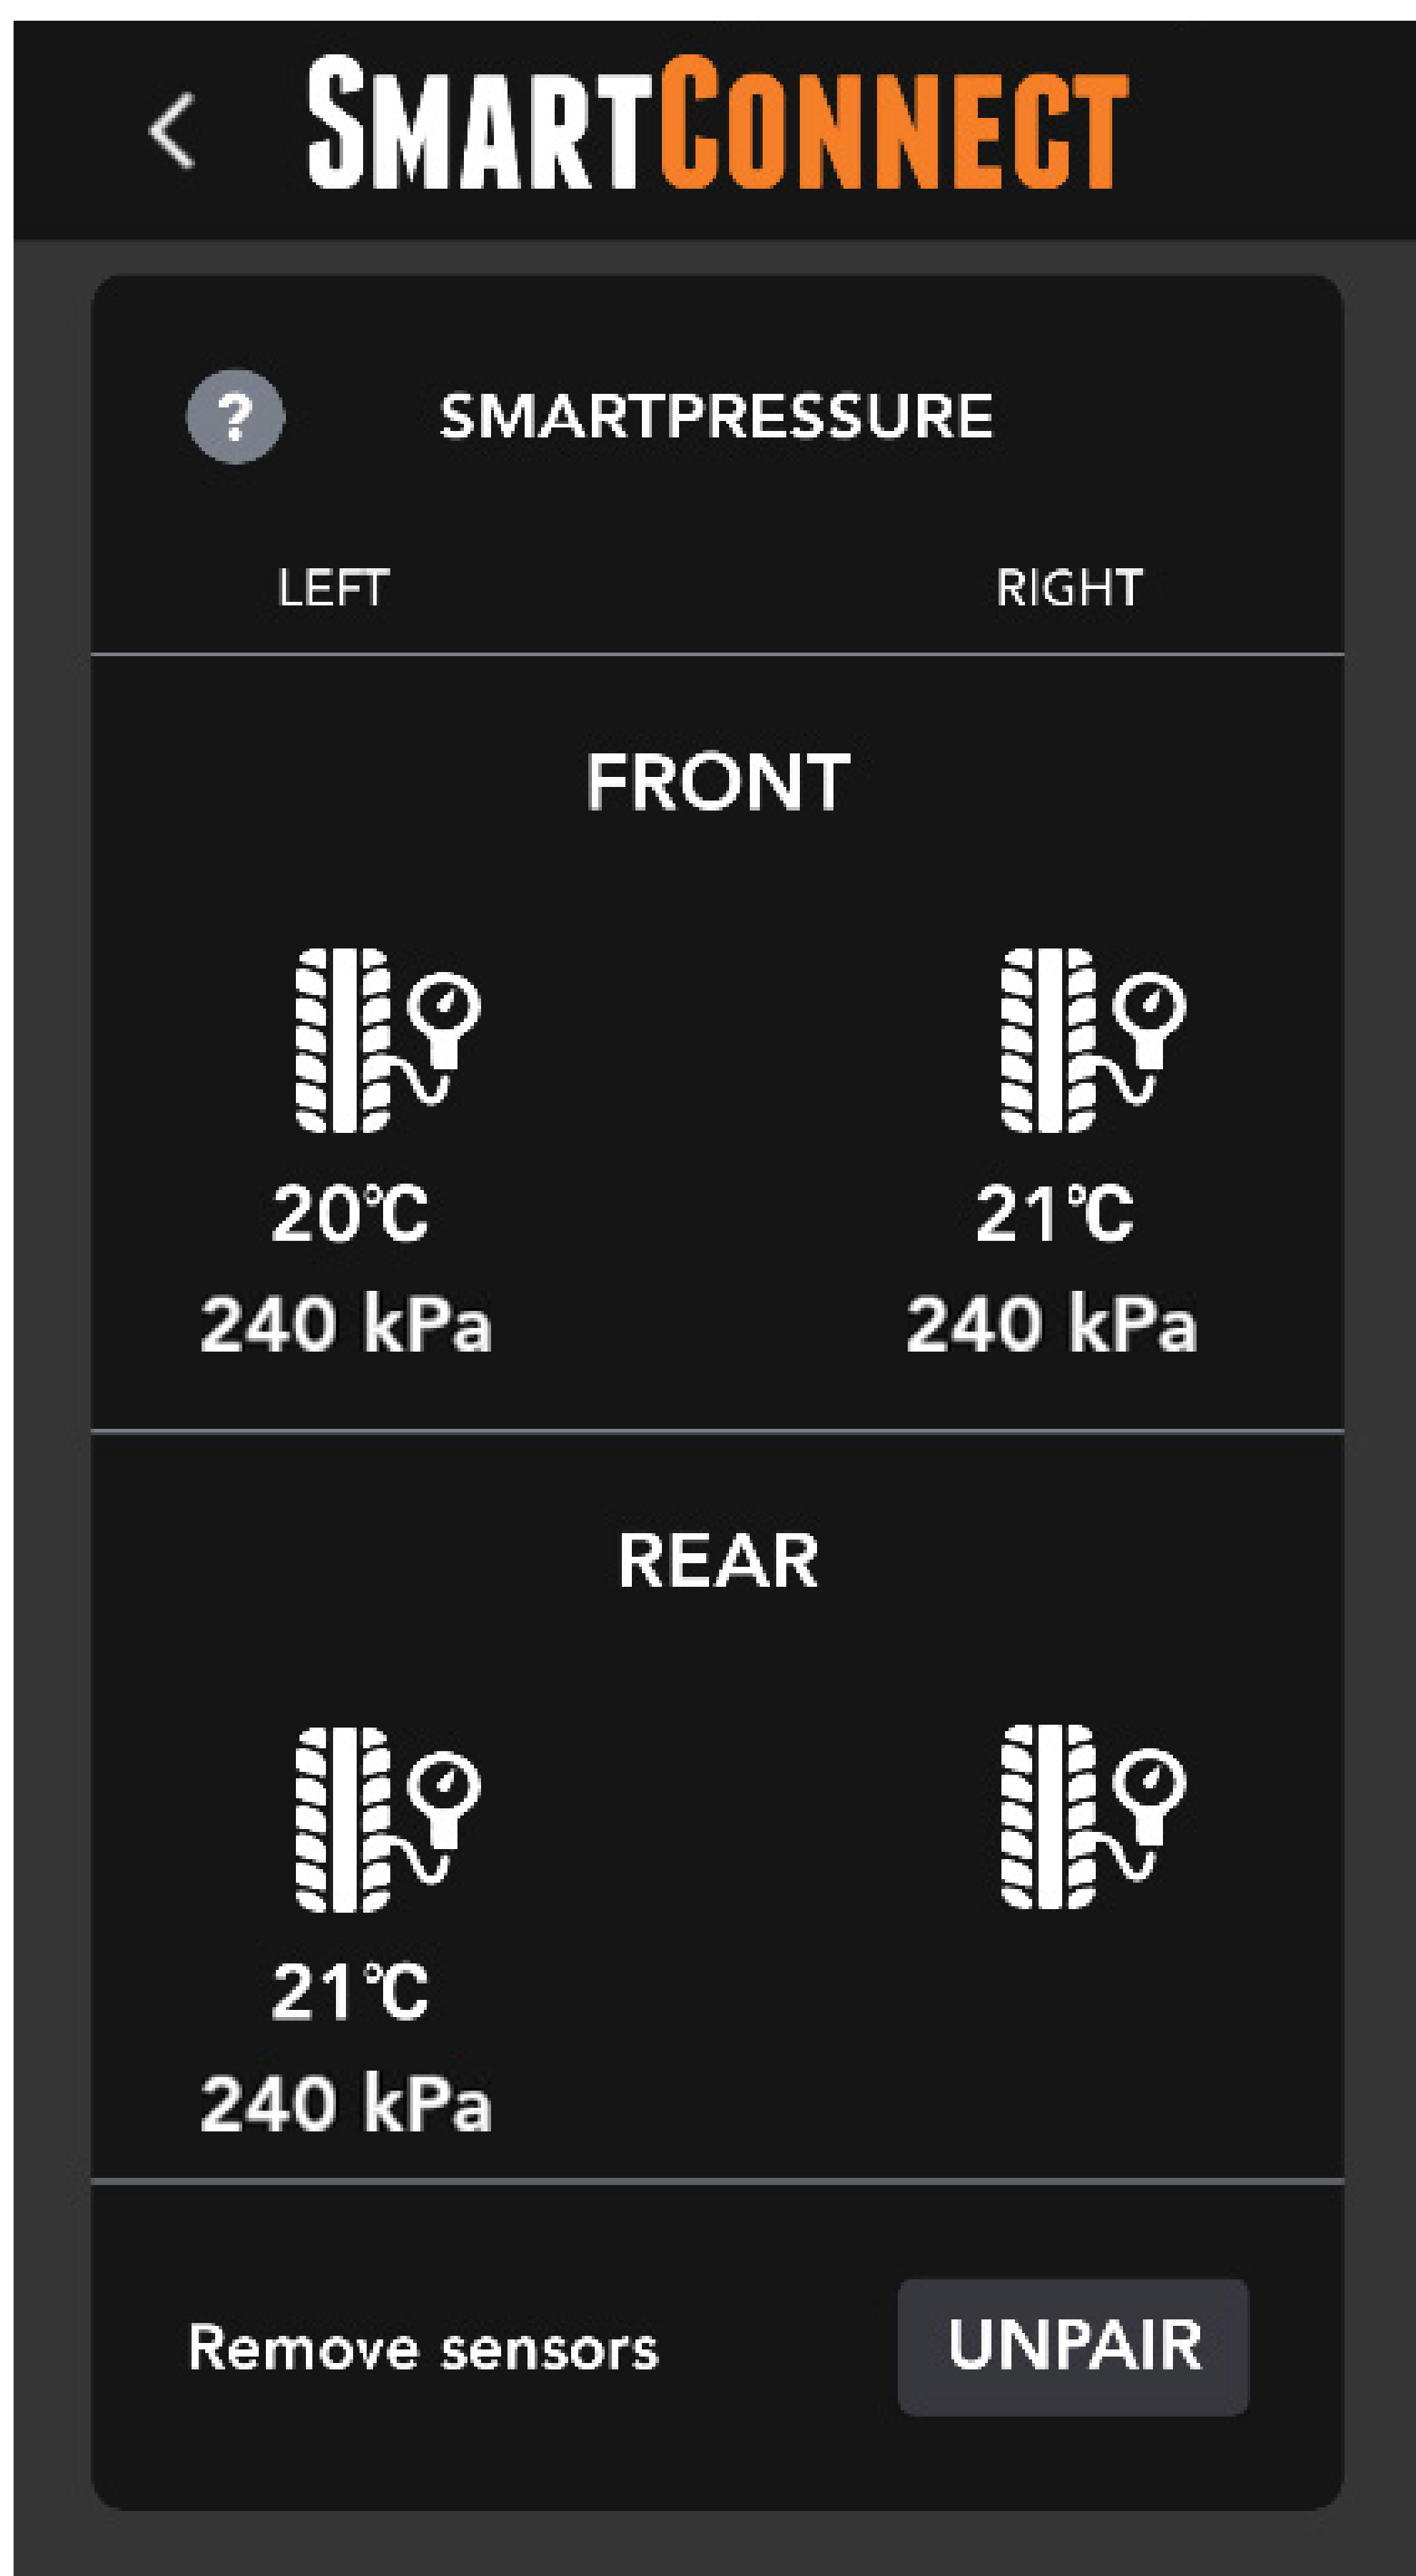 SMARTCONNECT
?
SMARTPRESSURE
LEFT RIGHT
FRONT
20℃ 21℃
240 kPa 240 kPa
REAR
21℃
240 kPa
Remove sensors UNPAIR